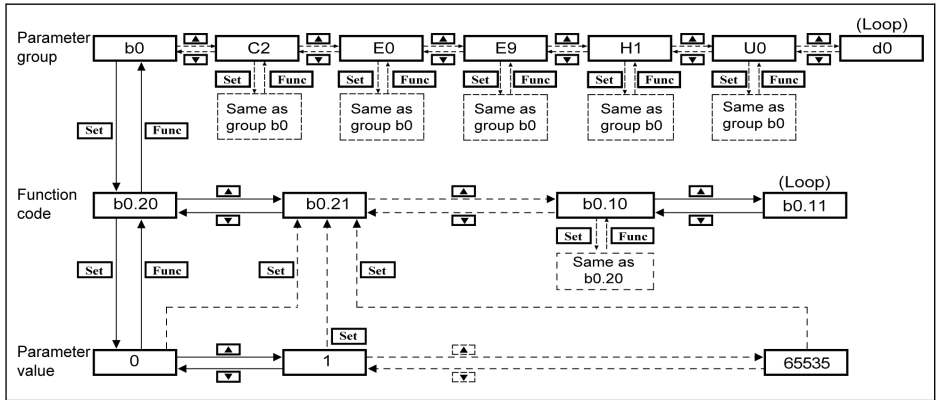 (Loop)
Parameter group
b0 C2 E0 E9 H1 U0 d0
Set Func Set Func Set Func Set Func Set Func
Same as group b0
Same as group b0
Same as group b0
Same as group b0
Same as group b0
Set Func
(Loop)
Function code
b0.20 b0.21 b0.10 b0.11
Set Func
Same as b0.20
Set Func Set Set
Set
Parameter value
0 1 65535